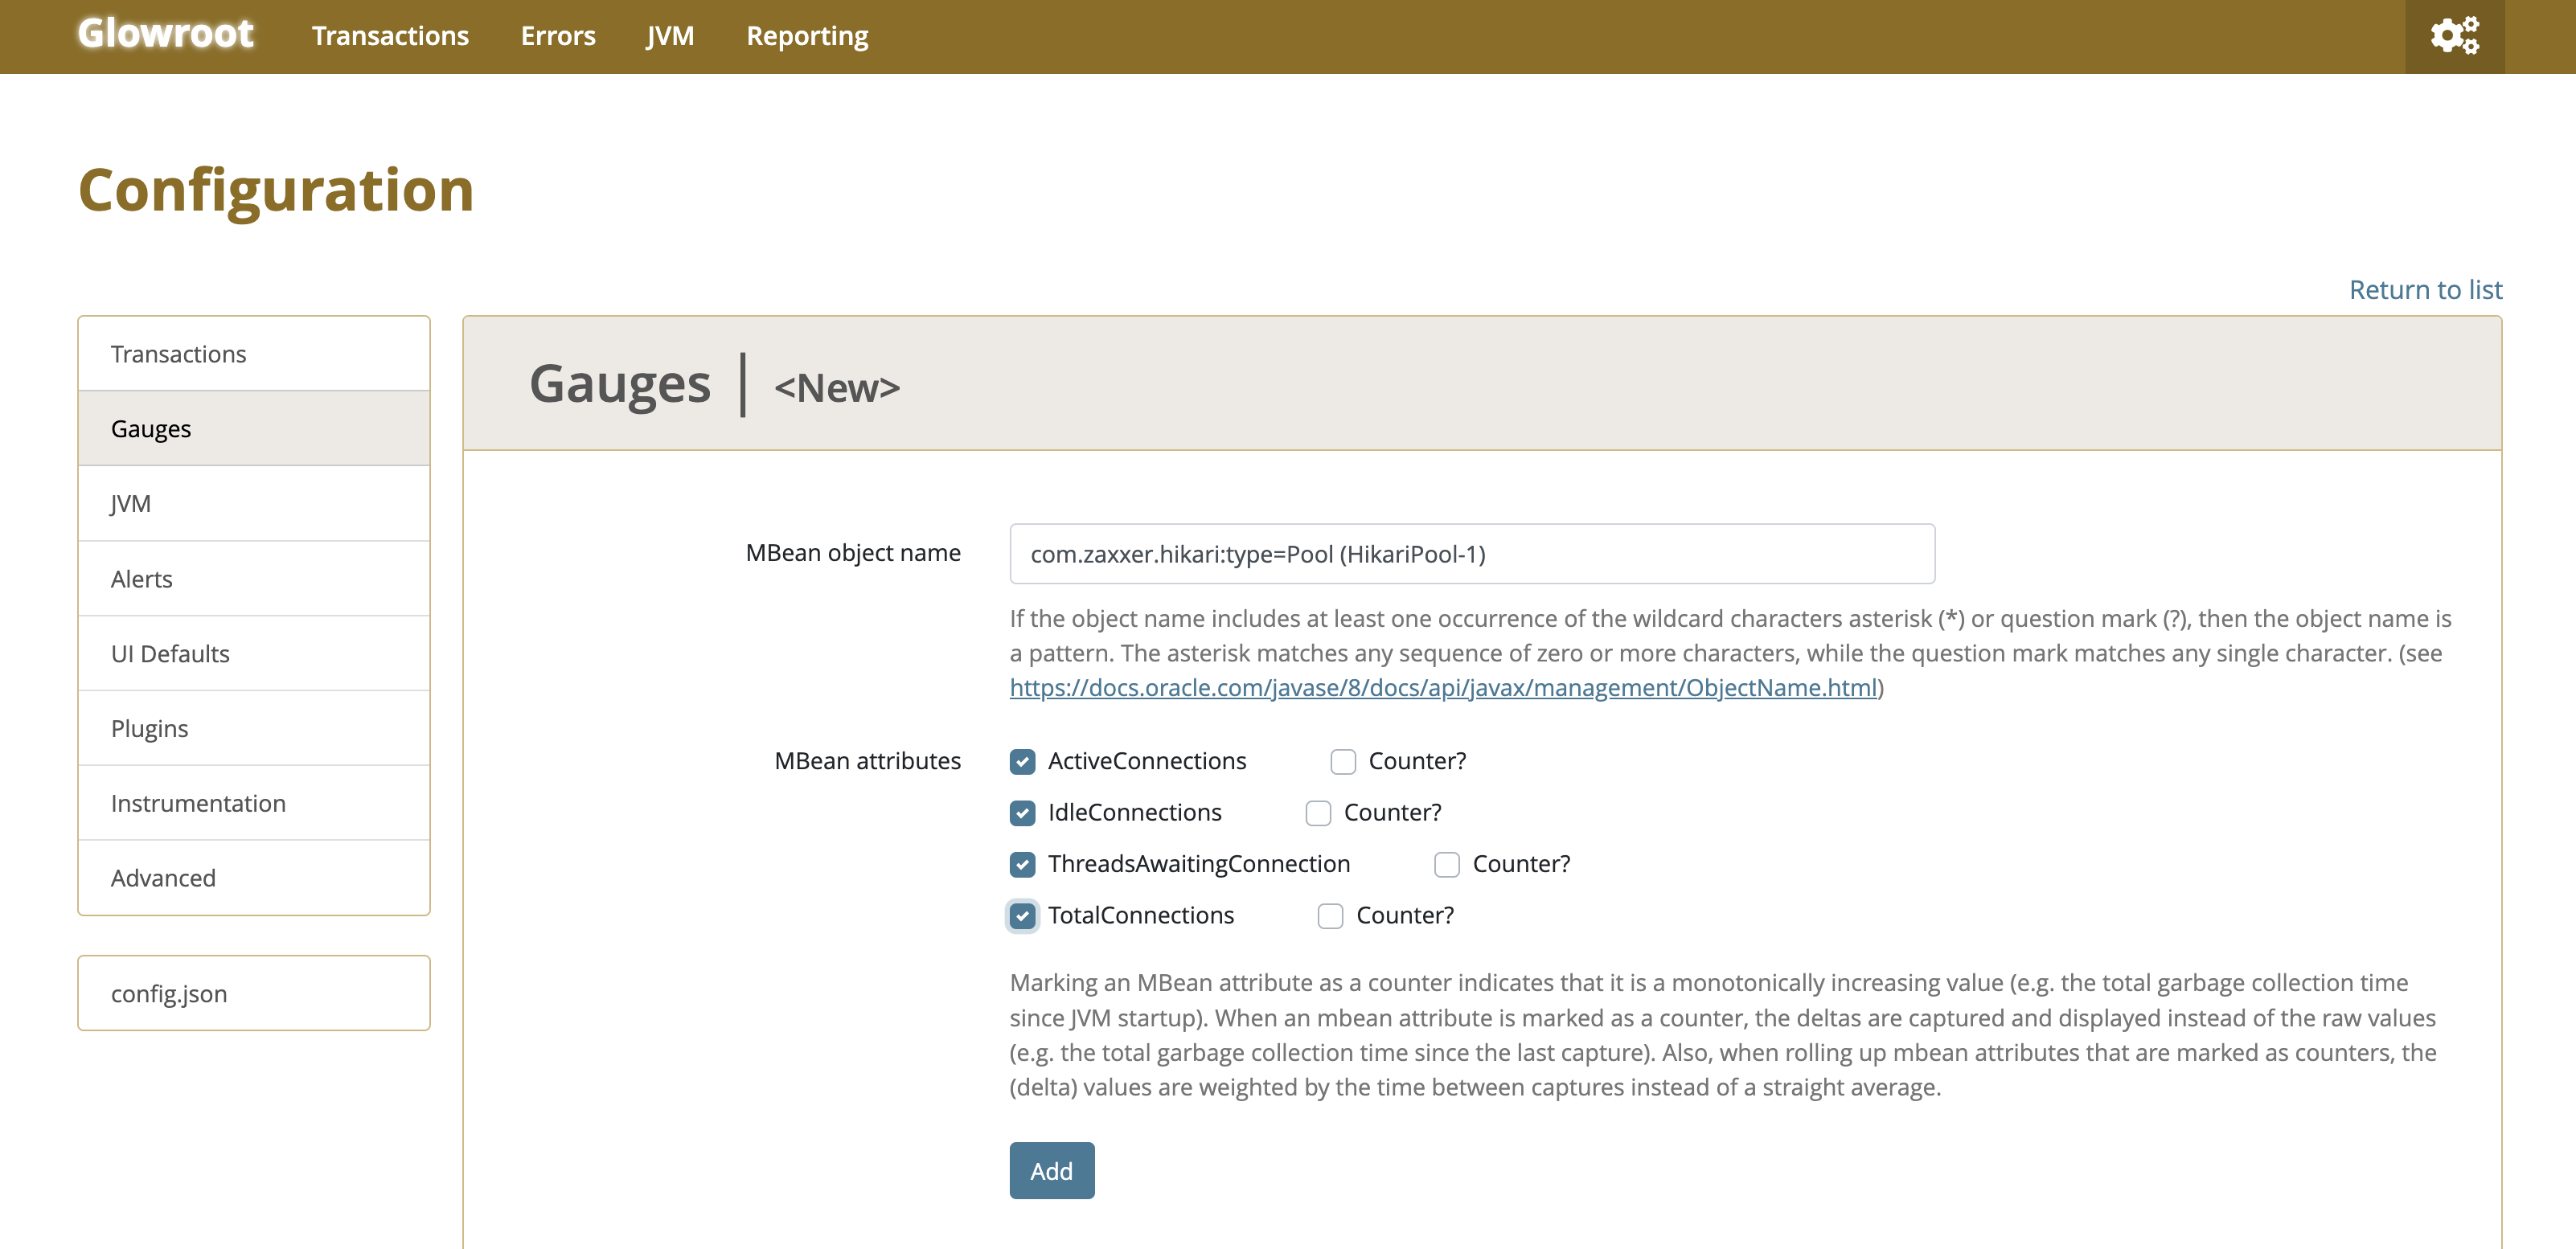 Glowroot Transactions Errors JVM Reporting
Configuration
Return to list
Transactions
Gauges
JVM
Alerts
UI Defaults
Plugins
Instrumentation
Advanced
config.json
Gauges | <New>
MBean object name com.zaxxer.hikari:type=Pool (HikariPool-1)
If the object name includes at least one occurrence of the wildcard characters asterisk (*) or question mark (?), then the object name is
a pattern. The asterisk matches any sequence of zero or more characters, while the question mark matches any single character. (see
https://docs.oracle.com/javase/8/docs/api/javax/management/ObjectName.html)
MBean attributes ActiveConnections Counter?
IdleConnections Counter?
ThreadsAwaitingConnection Counter?
TotalConnections Counter?
Marking an MBean attribute as a counter indicates that it is a monotonically increasing value (e.g. the total garbage collection time
since JVM startup). When an mbean attribute is marked as a counter, the deltas are captured and displayed instead of the raw values
(e.g. the total garbage collection time since the last capture). Also, when rolling up mbean attributes that are marked as counters, the
(delta) values are weighted by the time between captures instead of a straight average.
Add